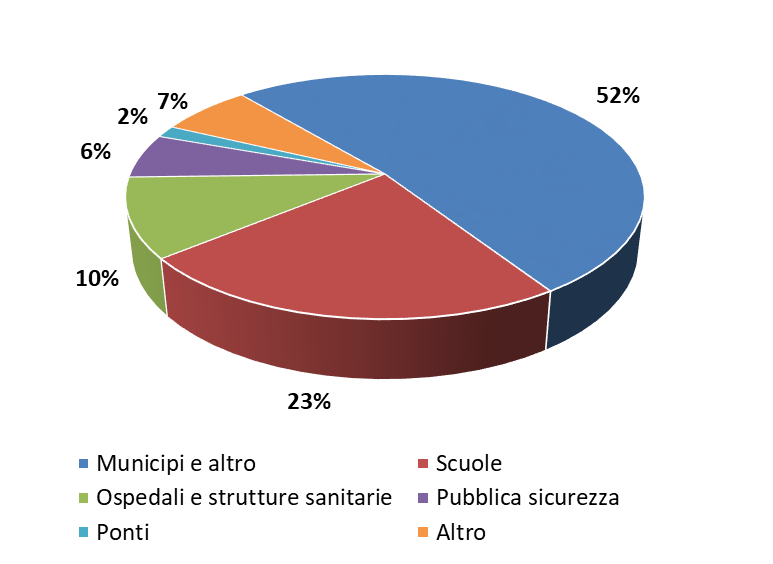 7%
52%
2%
6%
10%
23%
Municipi e altro
Scuole
Ospedali e strutture sanitarie
Pubblica sicurezza
Ponti
Altro